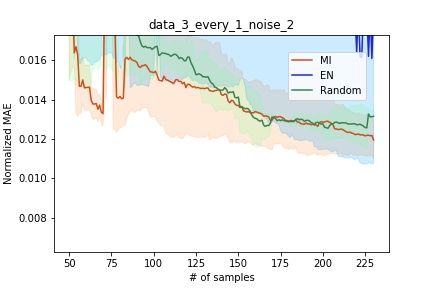 data_3_every_1_noise_2
Normalized MAE
0.016
0.014
0.012
0.010
0.008
MI
EN
Random
50 75 100 125 150 175 200 225
# of samples